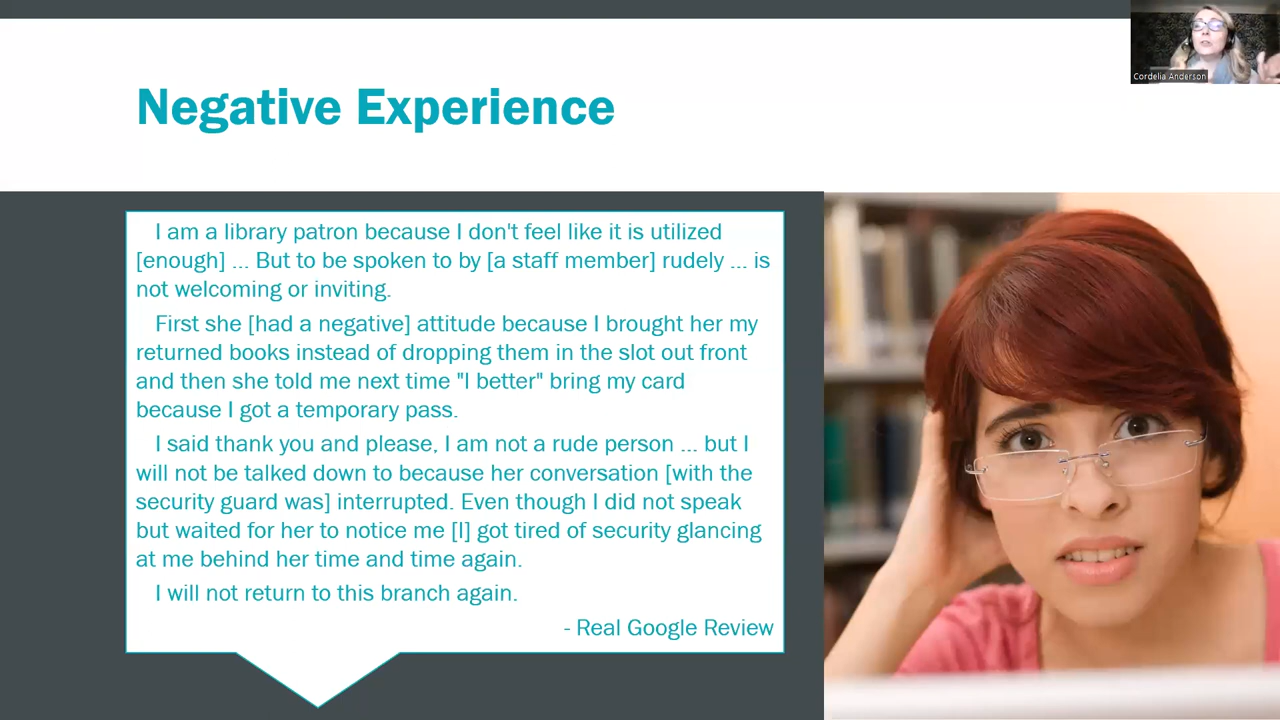 Cordelia Anderson
Negative Experience
I am a library patron because I don't feel like it is utilized
[enough] ... But to be spoken to by [a staff member] rudely ... is
not welcoming or inviting.
First she [had a negative] attitude because I brought her my
returned books instead of dropping them in the slot out front
and then she told me next time "I better" bring my card
because I got a temporary pass.
I said thank you and please, I am not a rude person ... but I
will not be talked down to because her conversation [with the
security guard was] interrupted. Even though I did not speak
but waited for her to notice me [I] got tired of security glancing
at me behind her time and time again.
I will not return to this branch again.
- Real Google Review